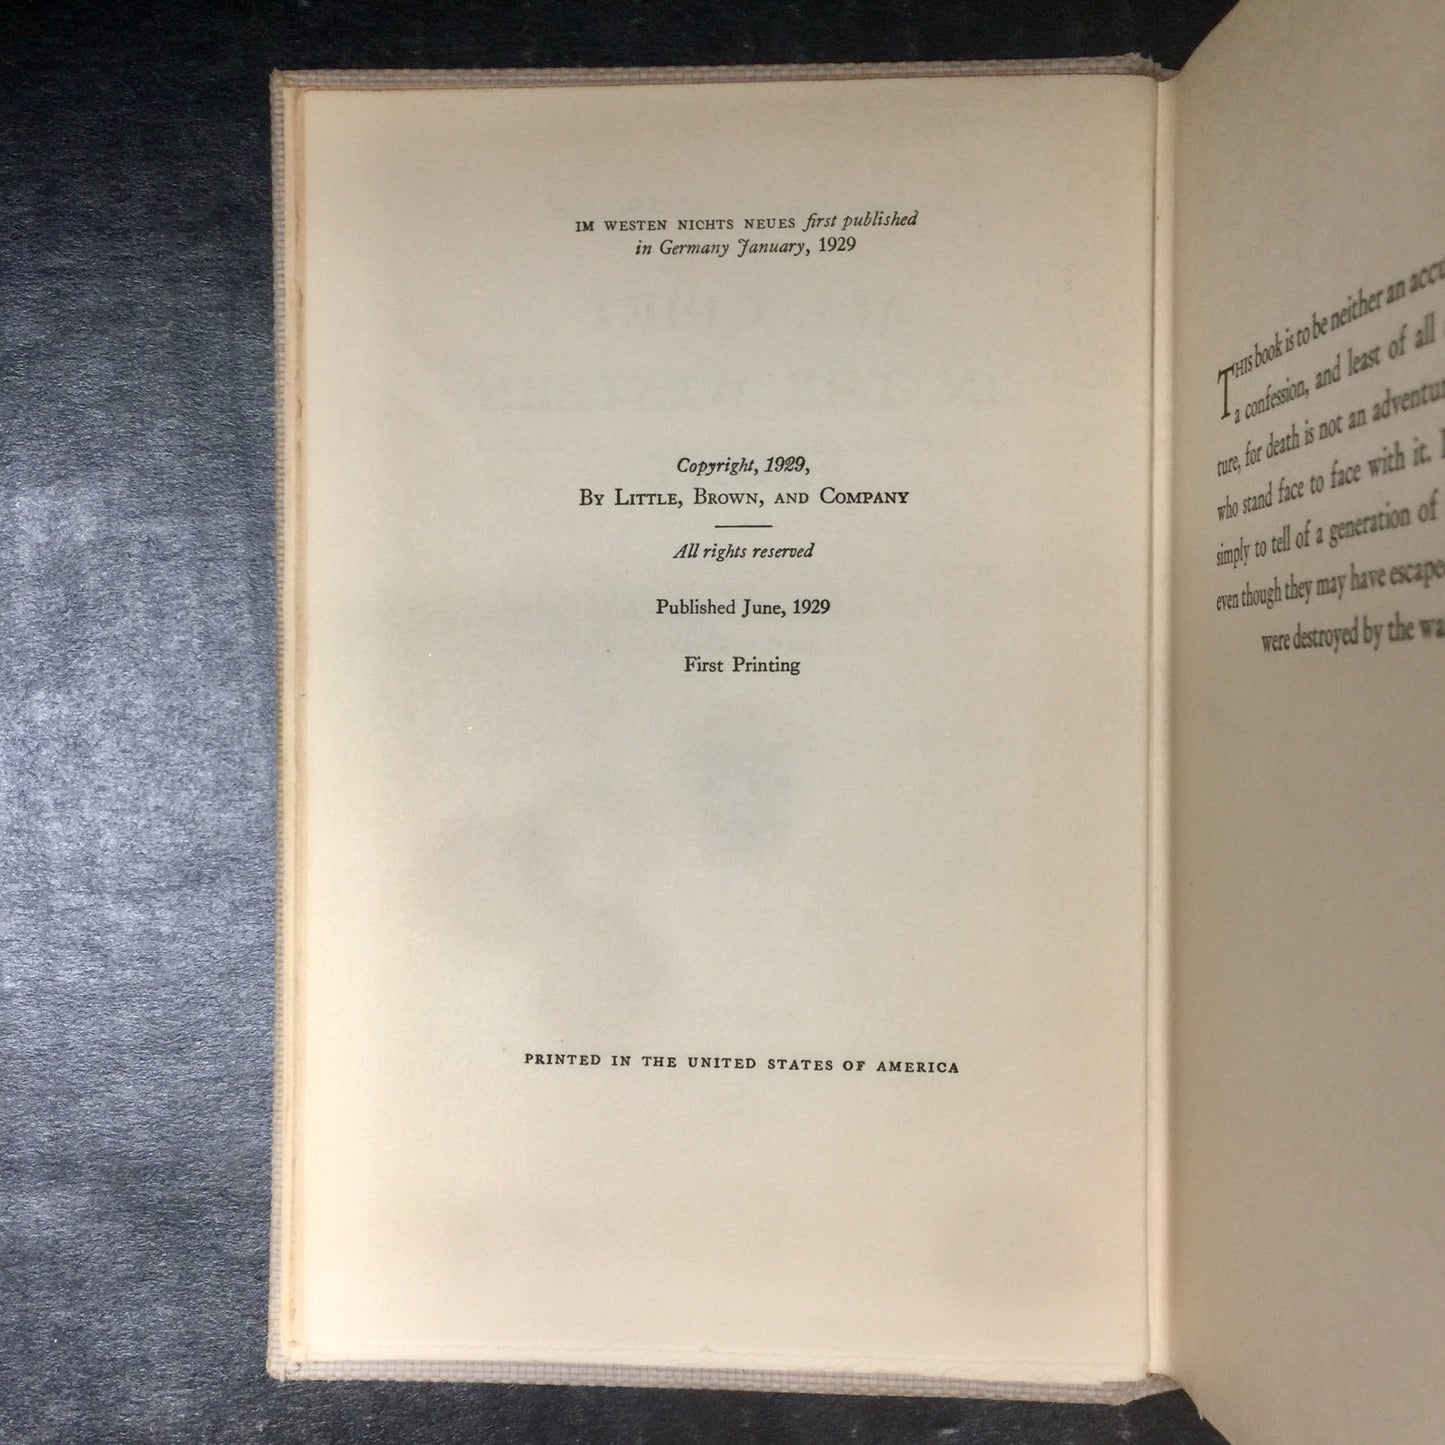 IM WESTEN NICHTS NEUES first published
in Germany January, 1929
Copyright, 1929,
By Little, Brown, and Company
All rights reserved
Published June, 1929
First Printing
PRINTED IN THE UNITED STATES OF AMERICA
This book is to be neither an
a confession, and least of all
ture, for death is not an
who stand face to face with it.
simply to tell of a generation of
even though they may have
were destroyed by the